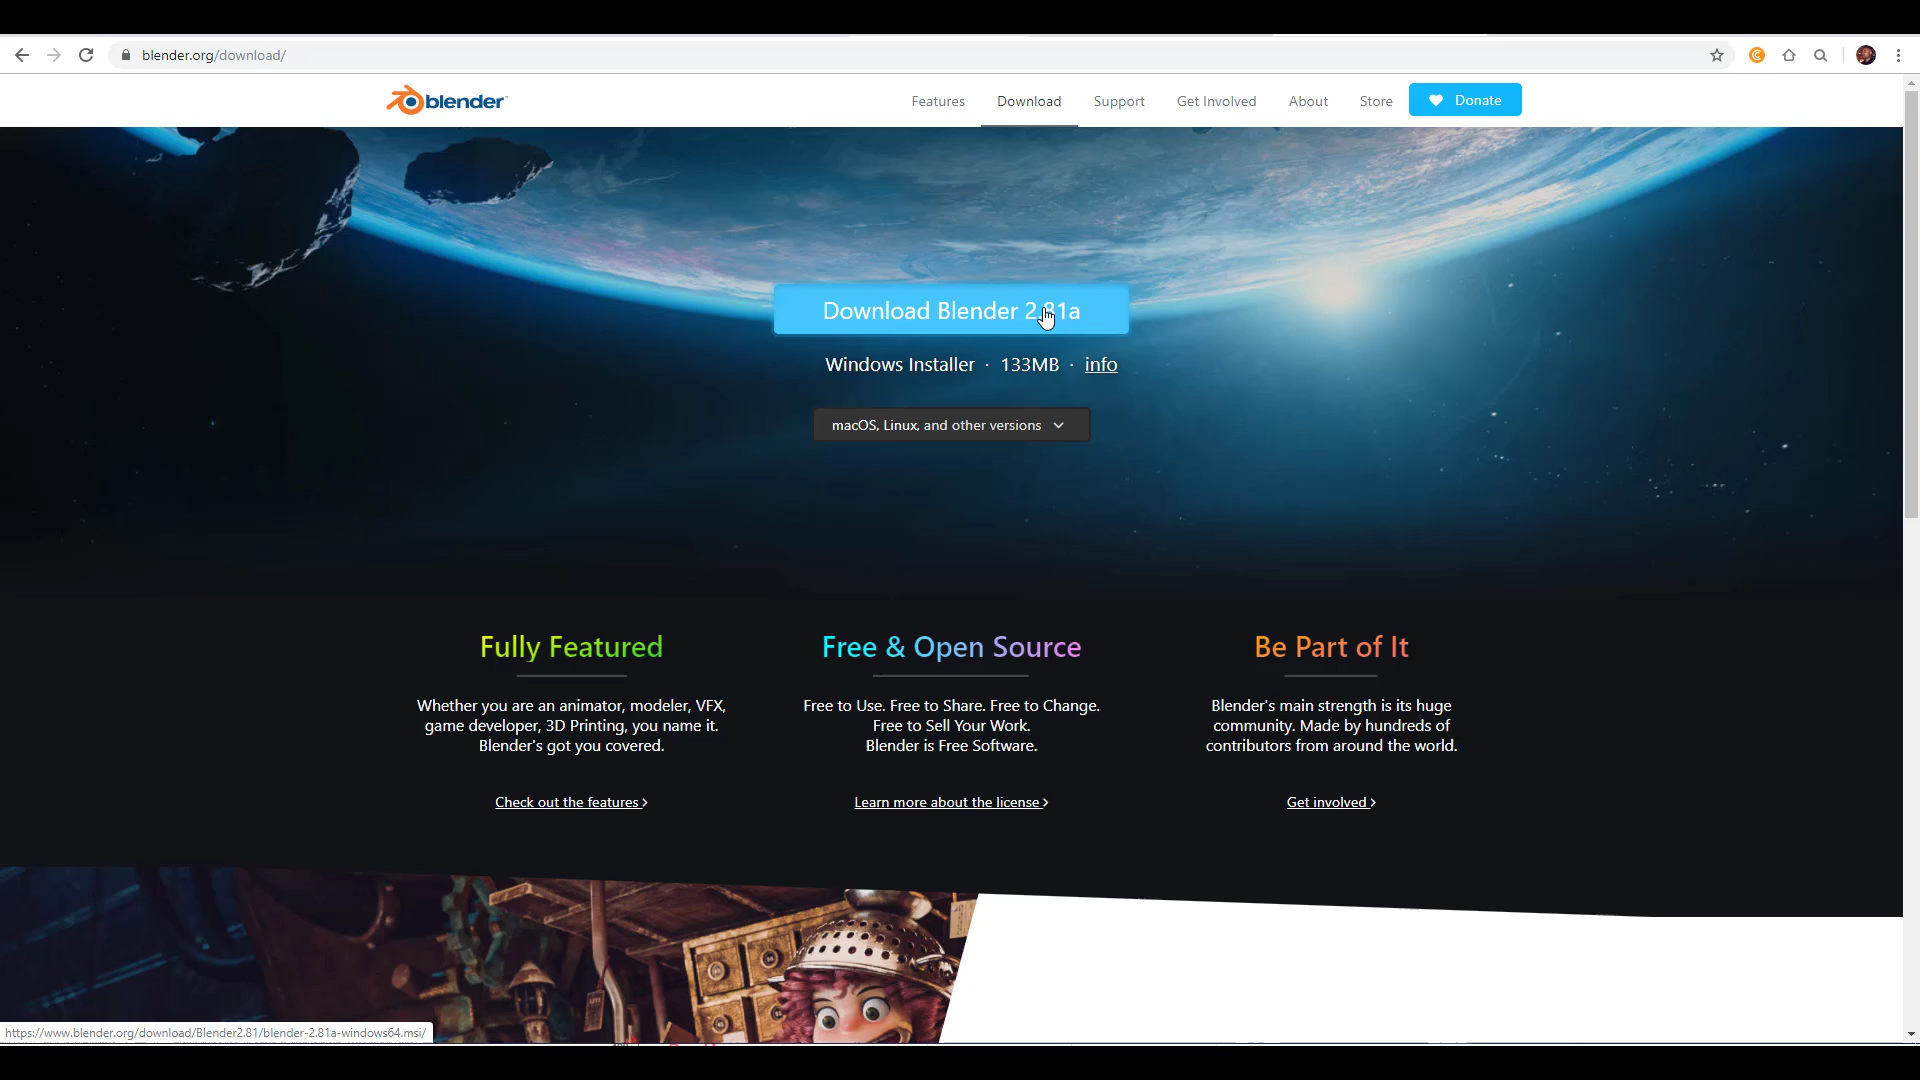 blender.org/download/
blender
Features
Download
Support
Get Involved
About
Store
Donate
Download Blender 2.81a
Windows Installer · 133MB · info
macOS, Linux, and other versions
Fully Featured
Whether you are an animator, modeler, VFX,
game developer, 3D Printing, you name it.
Blender's got you covered.
Check out the features ›
Free & Open Source
Free to Use. Free to Share. Free to Change.
Free to Sell Your Work.
Blender is Free Software.
Learn more about the license ›
Be Part of It
Blender's main strength is its huge
community. Made by hundreds of
contributors from around the world.
Get involved ›
https://www.blender.org/download/Blender2.81/blender-2.81a-windows64.msi/